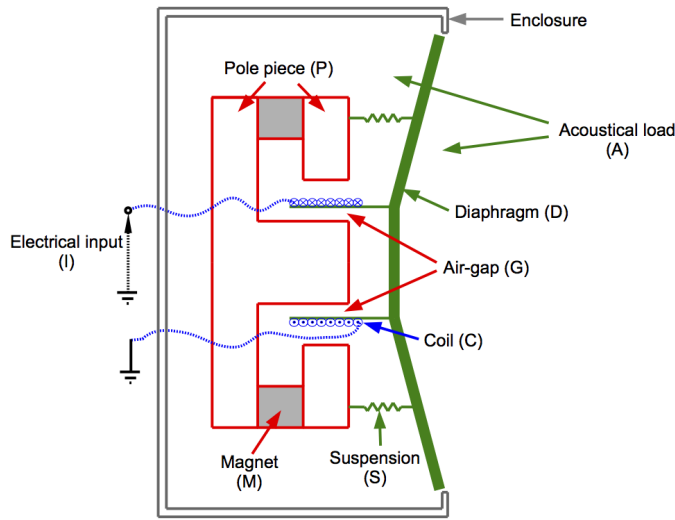 Enclosure
Pole piece (P)
Acoustical load
(A)
Diaphragm (D)
Electrical input
(I)
Air-gap (G)
Coil (C)
Magnet
(M)
Suspension
(S)